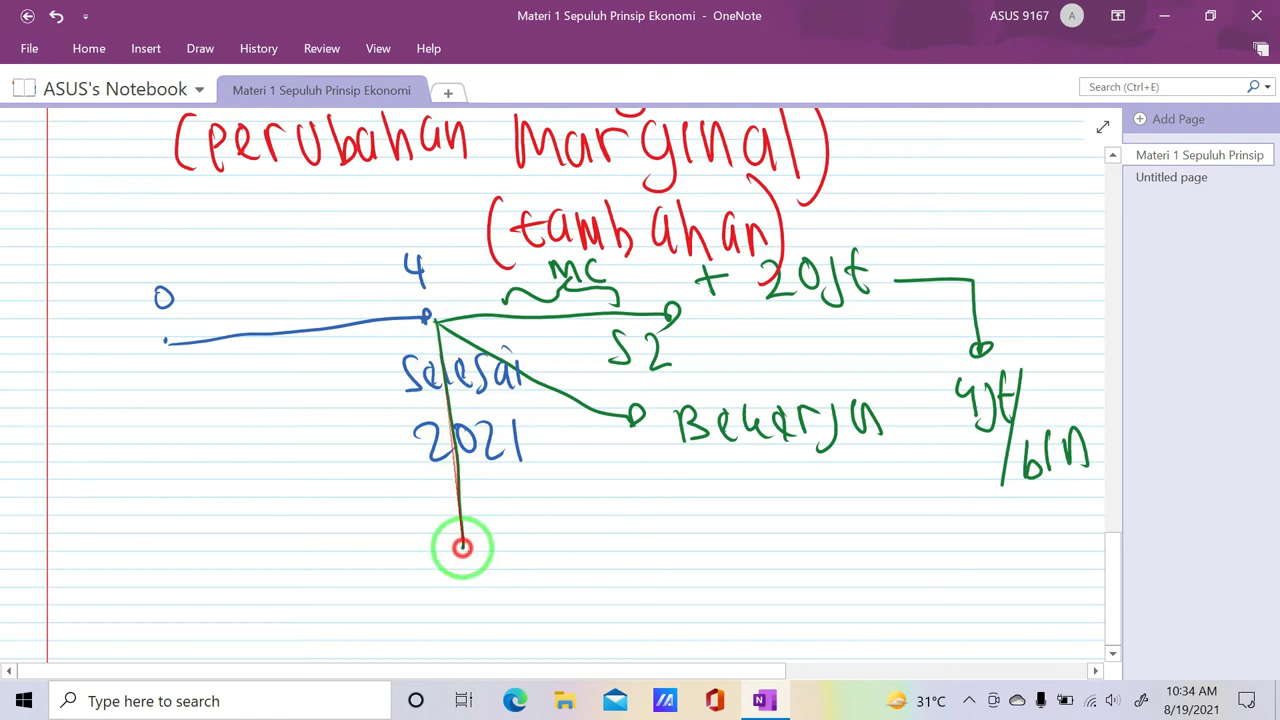 Materi 1 Sepuluh Prinsip Ekonomi - OneNote
ASUS 9167
A
File Home Insert Draw History Review View Help
ASUS's Notebook
Materi 1 Sepuluh Prinsip Ekonomi
Search (Ctrl+E)
Add Page
Materi 1 Sepuluh Prinsip
Untitled page
(perubahan marginal)
(tambahan)
0
4
MC
+ 20jt
S2
Selesai
2021
Bekerja
4jt/bln
Type here to search
31°C
10:34 AM
8/19/2021